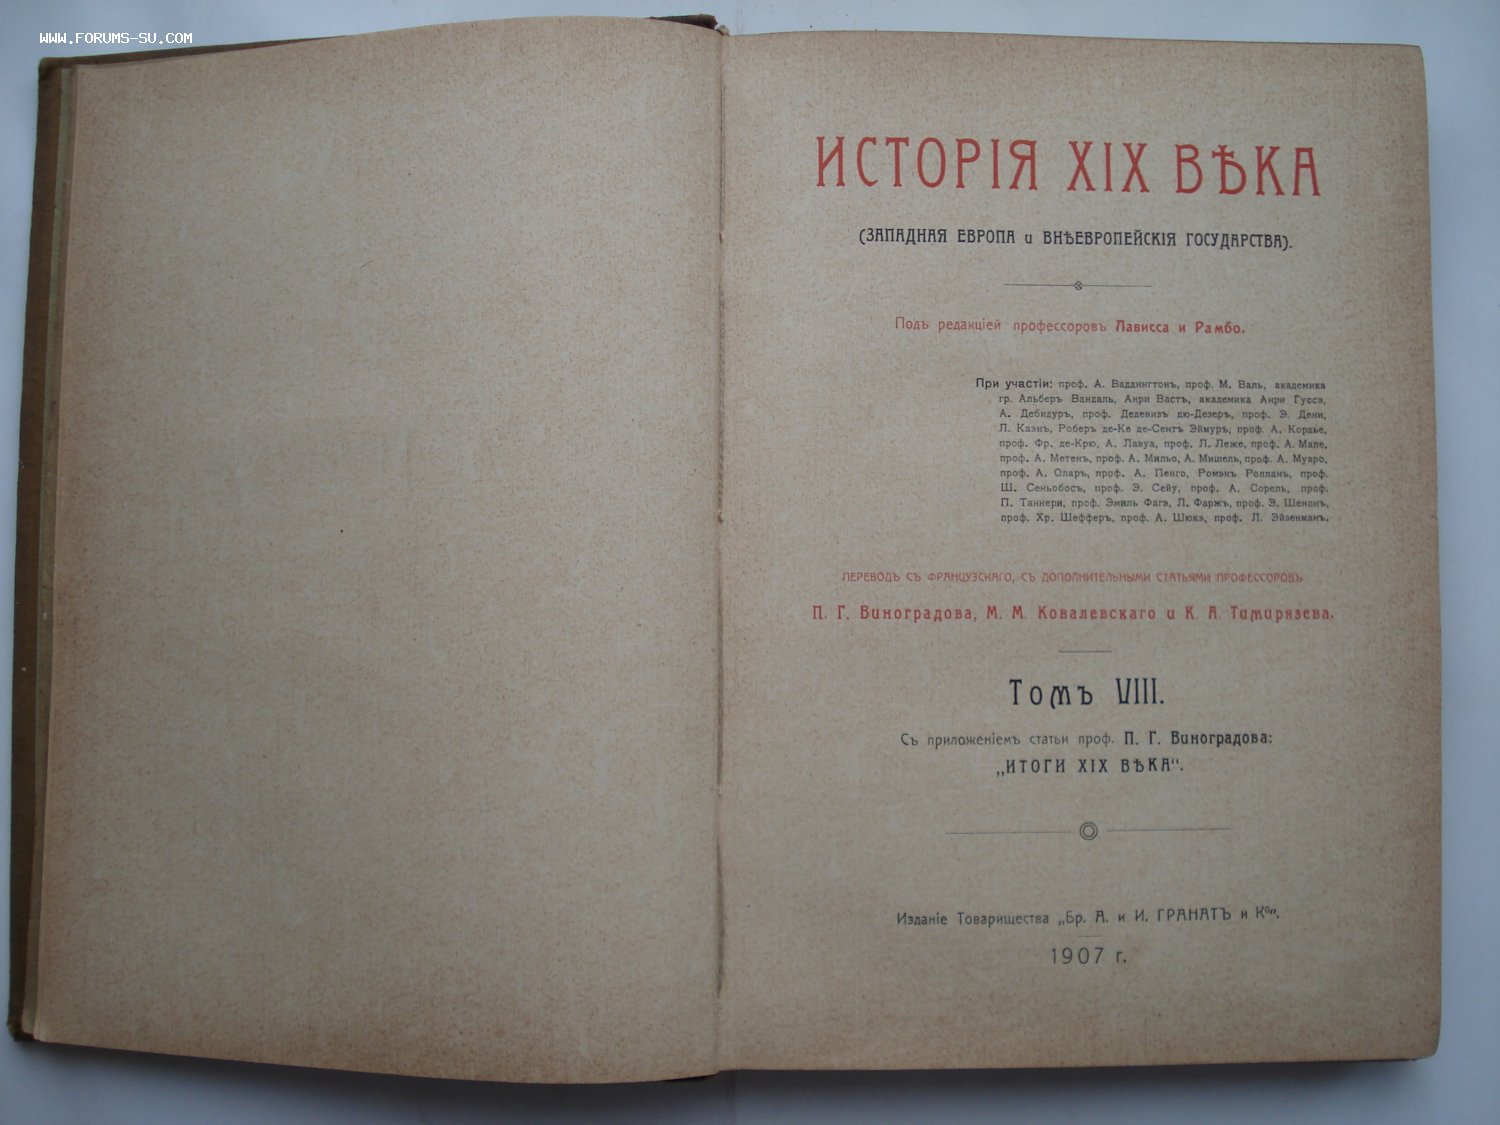 WWW.FORUMS-SU.COM
ИСТОРІЯ XIX ВѢКА
(ЗАПАДНАЯ ЕВРОПА и ВНѢЕВРОПЕЙСКІЯ ГОСУДАРСТВА).
Подъ редакціей профессоровъ Лависса и Рамбо.
При участіи: проф. А. Ваддингтонъ, проф. М. Валь, академика
гр. Альберъ Вандаль, Анри Вастъ, академика Анри Гуссэ,
А. Дебидуръ, проф. Делевизъ дю-Дезеръ, проф. Э. Дени,
Л. Каэнъ, Роберъ де-Ке де-Сентъ Эймуръ, проф. А. Кордье,
проф. Фр. де-Крю, А. Лавуа, проф. Л. Леже, проф. А. Мале,
проф. А. Метенъ, проф. А. Мильо, А. Мишель, проф. А. Муаро,
проф. А. Оларъ, проф. А. Пенго, Ромэнъ Ролланъ, проф.
Ш. Сеньобосъ, проф. Э. Сейу, проф. А. Сорель, проф.
П. Таннери, проф. Эмиль Фагэ, Л. Фаржъ, проф. Э. Шенонъ,
проф. Хр. Шефферъ, проф. А. Шюкэ, проф. Л. Эйзенманъ.
ПЕРЕВОДЪ СЪ ФРАНЦУЗСКАГО, СЪ ДОПОЛНИТЕЛЬНЫМИ СТАТЬЯМИ ПРОФЕССОРОВЪ
П. Г. Виноградова, М. М. Ковалевскаго и К. А. Тимирязева.
Томъ VIII.
Съ приложеніемъ статьи проф. П. Г. Виноградова:
„ИТОГИ XIX ВѢКА“.
Изданіе Товарищества „Бр. А. и И. ГРАНАТЪ и Кº“.
1907 г.